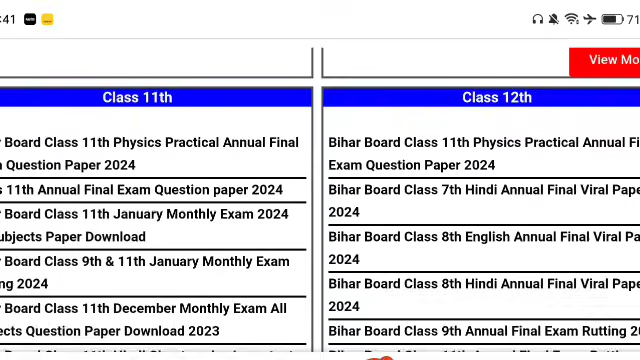 :41
71
View Mo
Class 11th
Board Class 11th Physics Practical Annual Final
Question Paper 2024
11th Annual Final Exam Question paper 2024
Board Class 11th January Monthly Exam 2024
ubjects Paper Download
Board Class 9th & 11th January Monthly Exam
ng 2024
Board Class 11th December Monthly Exam All
ects Question Paper Download 2023
Class 12th
Bihar Board Class 11th Physics Practical Annual Fi
Exam Question Paper 2024
Bihar Board Class 7th Hindi Annual Final Viral Pape
2024
Bihar Board Class 8th English Annual Final Viral Pa
2024
Bihar Board Class 8th Hindi Annual Final Viral Pape
2024
Bihar Board Class 9th Annual Final Exam Rutting 20